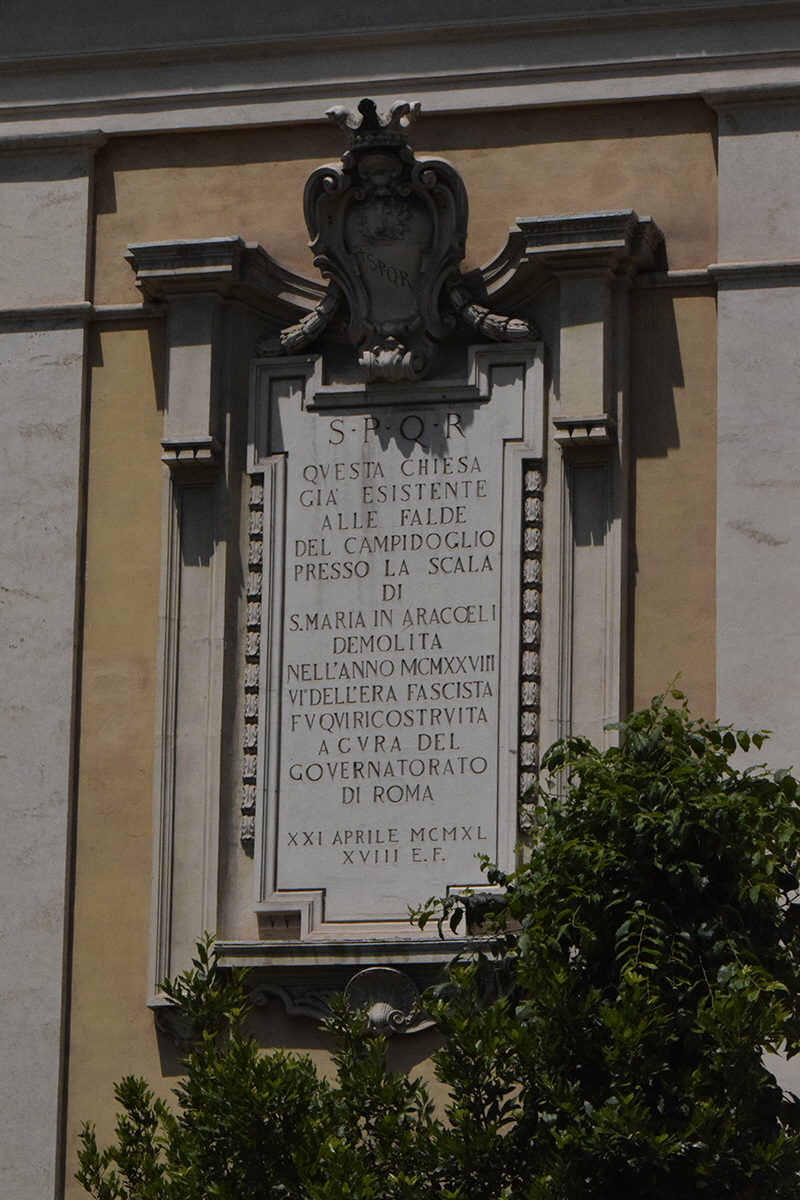 SPQR
S·P·Q·R
QVESTA CHIESA
GIA' ESISTENTE
ALLE FALDE
DEL CAMPIDOGLIO
PRESSO LA SCALA
DI
S.MARIA IN ARACŒLI
DEMOLITA
NELL'ANNO MCMXXVIII
VI° DELL'ERA FASCISTA
FV QVI RICOSTRVITA
A CVRA DEL
GOVERNATORATO
DI ROMA
XXI APRILE MCMXL
XVIII E.F.